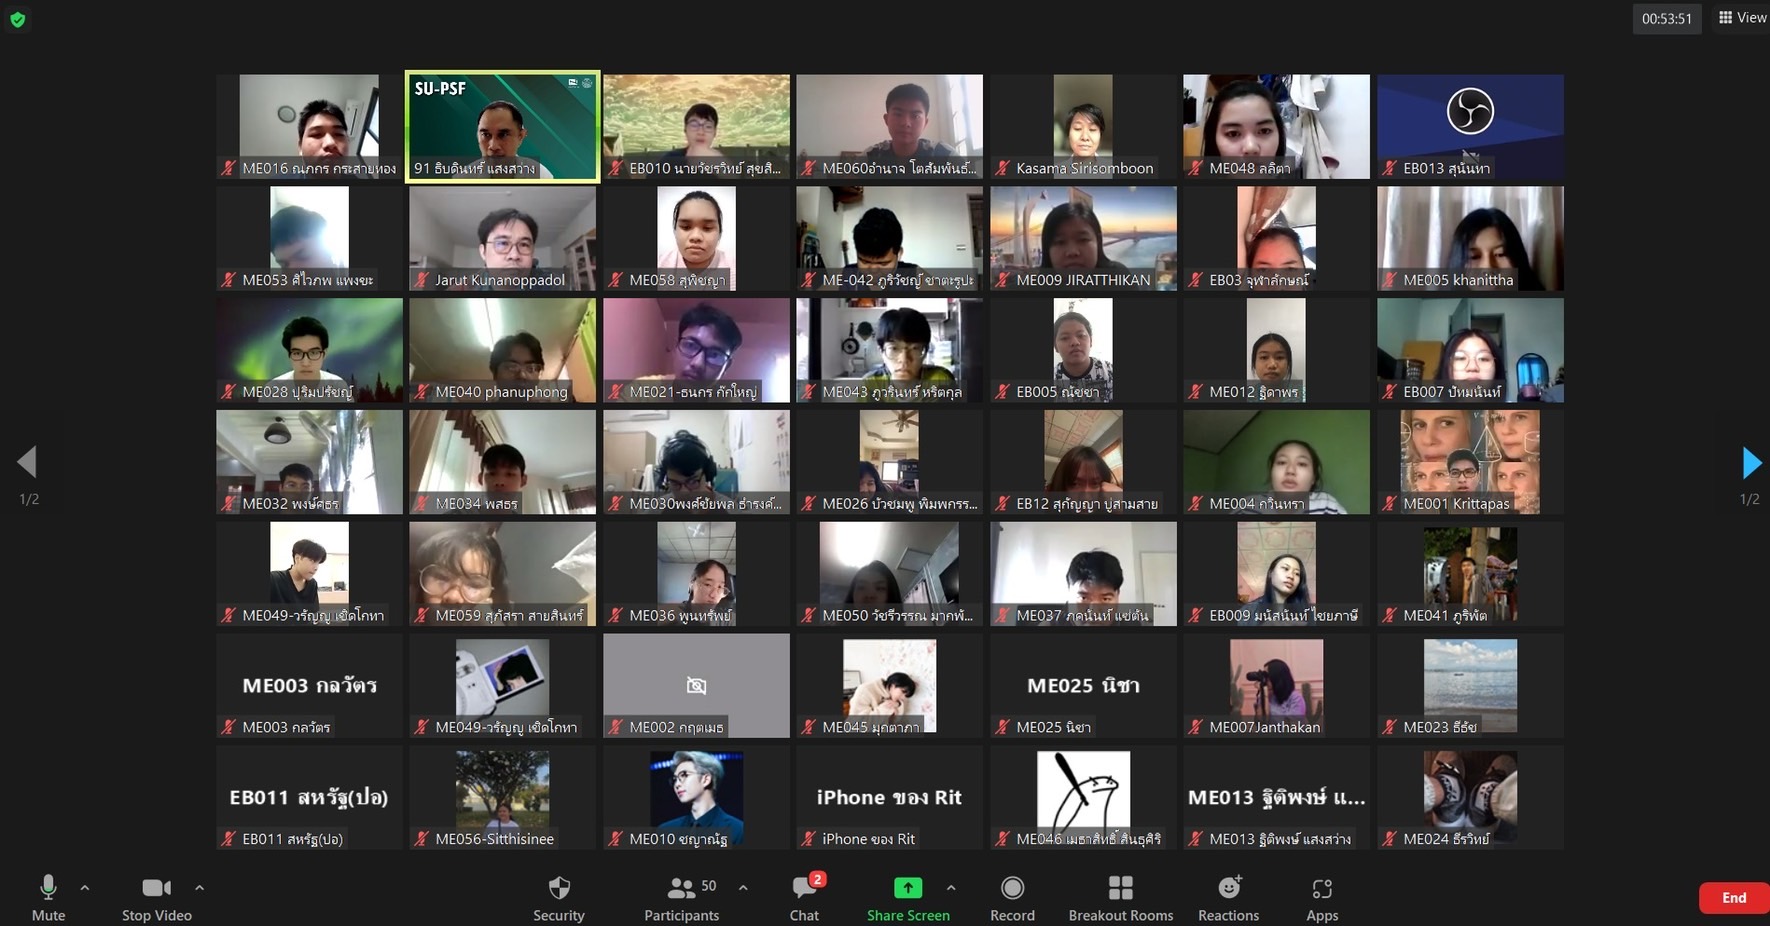 00:53:51
View
SU-PSF
ME016 ณภกร กระสายทอง
91 ธิบดินทร์ แสงสว่าง
EB010 นายวัชรวิทย์ สุขสิ...
ME060อำนาจ โตสัมพันธ์...
Kasama Sirisomboon
ME048 ลลิตา
EB013 สุนันทา
ME053 ศิไวภพ แพงขะ
Jarut Kunanoppadol
ME058 สุพิชญา
ME-042 ภูริวัชญ์ ชาตะรูปะ
ME009 JIRATTHIKAN
EB03 จุฬาลักษณ์
ME005 khanittha
ME028 ปุริมปรัชญ์
ME040 phanuphong
ME021-ธนกร กั๊กใหญ่
ME043 ภูวรินทร์ หริตกุล
EB005 ณัชชา
ME012 ฐิดาพร
EB007 ปัทมนันท์
ME032 พงษ์ศธร
ME034 พสธร
ME030พงศ์ชัยพล ธำรงค์...
ME026 บัวชมพู พิมพกรร...
EB12 สุกัญญา ปู่สามสาย
ME004 กวินทรา
ME001 Krittapas
ME049-วรัญญู เชิดโกทา
ME059 สุภัสรา สายสินทร์
ME036 พูนทรัพย์
ME050 วัชรีวรรณ มากพั...
ME037 ภคนันท์ แซ่ตัน
EB009 มนัสนันท์ ไชยภาษี
ME041 ภูริพัต
ME003 กลวัตร
ME025 นิชา
ME003 กลวัตร
ME049-วรัญญู เชิดโกทา
ME002 กฤตเมธ
ME045 มุกตาภา
ME025 นิชา
ME007Janthakan
ME023 ธีธัช
EB011 สหรัฐ(ปอ)
iPhone ของ Rit
ME013 ฐิติพงษ์ แ...
EB011 สหรัฐ(ปอ)
ME056-Sitthisinee
ME010 ชญาณัฐ
iPhone ของ Rit
ME046 เมธาสิทธิ์ สินธุศิริ
ME013 ฐิติพงษ์ แสงสว่าง
ME024 ธีรวิทย์
1/2
1/2
50
2
Mute
Stop Video
Security
Participants
Chat
Share Screen
Record
Breakout Rooms
Reactions
Apps
End